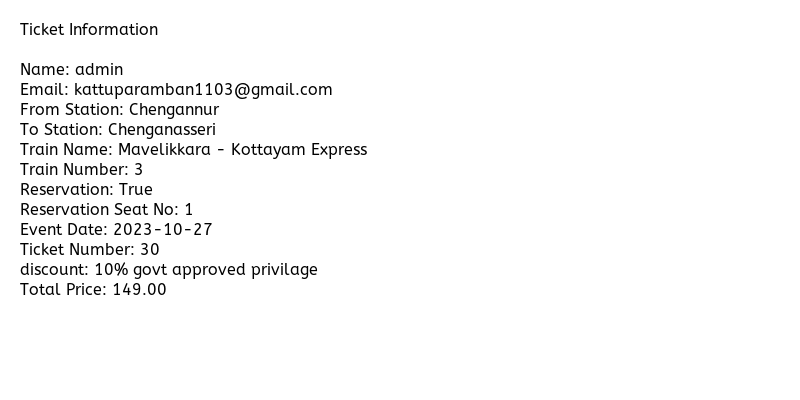 Ticket Information
Name: admin
Email: kattuparamban1103@gmail.com
From Station: Chengannur
To Station: Chenganasseri
Train Name: Mavelikkara - Kottayam Express
Train Number: 3
Reservation: True
Reservation Seat No: 1
Event Date: 2023-10-27
Ticket Number: 30
discount: 10% govt approved privilage
Total Price: 149.00